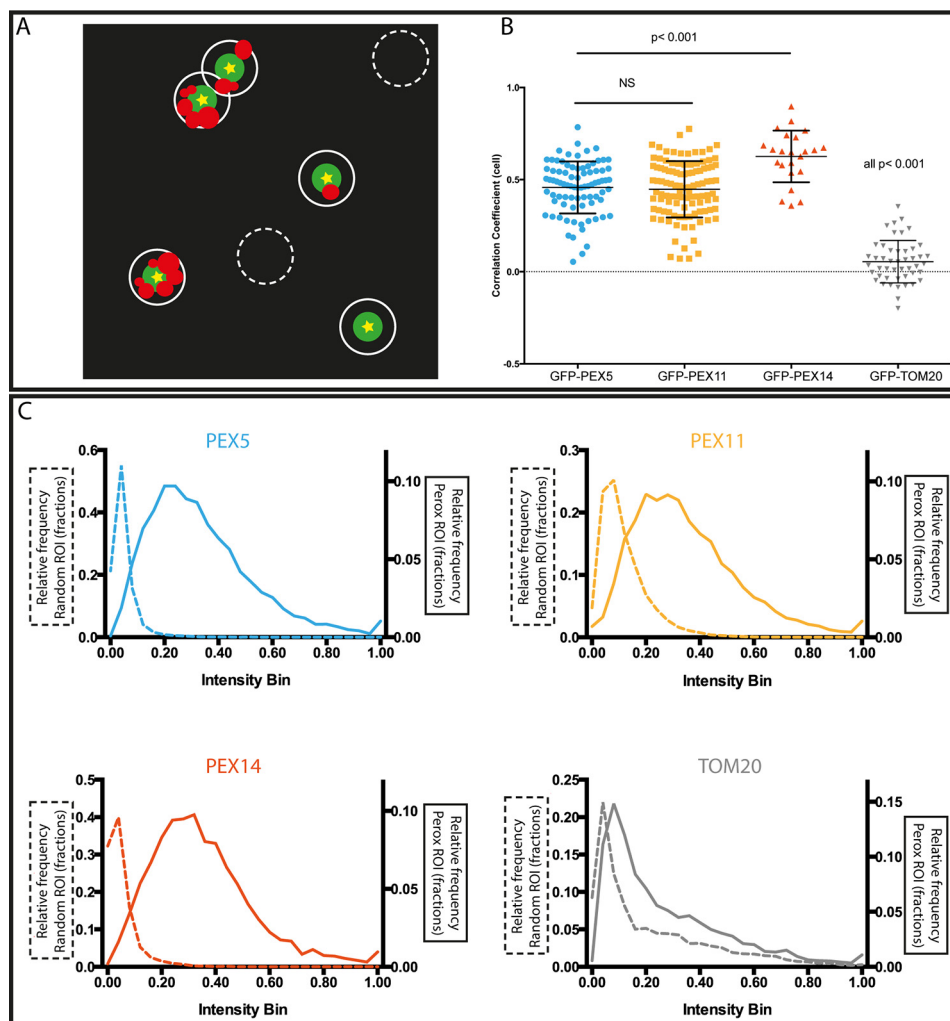 A
B
p< 0.001
NS
all p< 0.001
Correlation Coeffiecient (cell)
1.0
0.5
0.0
-0.5
GFP-PEX5
GFP-PEX11
GFP-PEX14
GFP-TOM20
C
PEX5
Relative frequency
Random ROI (fractions)
0.6
0.4
0.2
0.0
0.10
0.05
0.00
Relative frequency
Perox ROI (fractions)
0.00 0.20 0.40 0.60 0.80 1.00
Intensity Bin
PEX11
Relative frequency
Random ROI (fractions)
0.3
0.2
0.1
0.0
0.10
0.05
0.00
Relative frequency
Perox ROI (fractions)
0.00 0.20 0.40 0.60 0.80 1.00
Intensity Bin
PEX14
Relative frequency
Random ROI (fractions)
0.5
0.4
0.3
0.2
0.1
0.0
0.10
0.05
0.00
Relative frequency
Perox ROI (fractions)
0.00 0.20 0.40 0.60 0.80 1.00
Intensity Bin
TOM20
Relative frequency
Random ROI (fractions)
0.25
0.20
0.15
0.10
0.05
0.00
0.15
0.10
0.05
0.00
Relative frequency
Perox ROI (fractions)
0.00 0.20 0.40 0.60 0.80 1.00
Intensity Bin